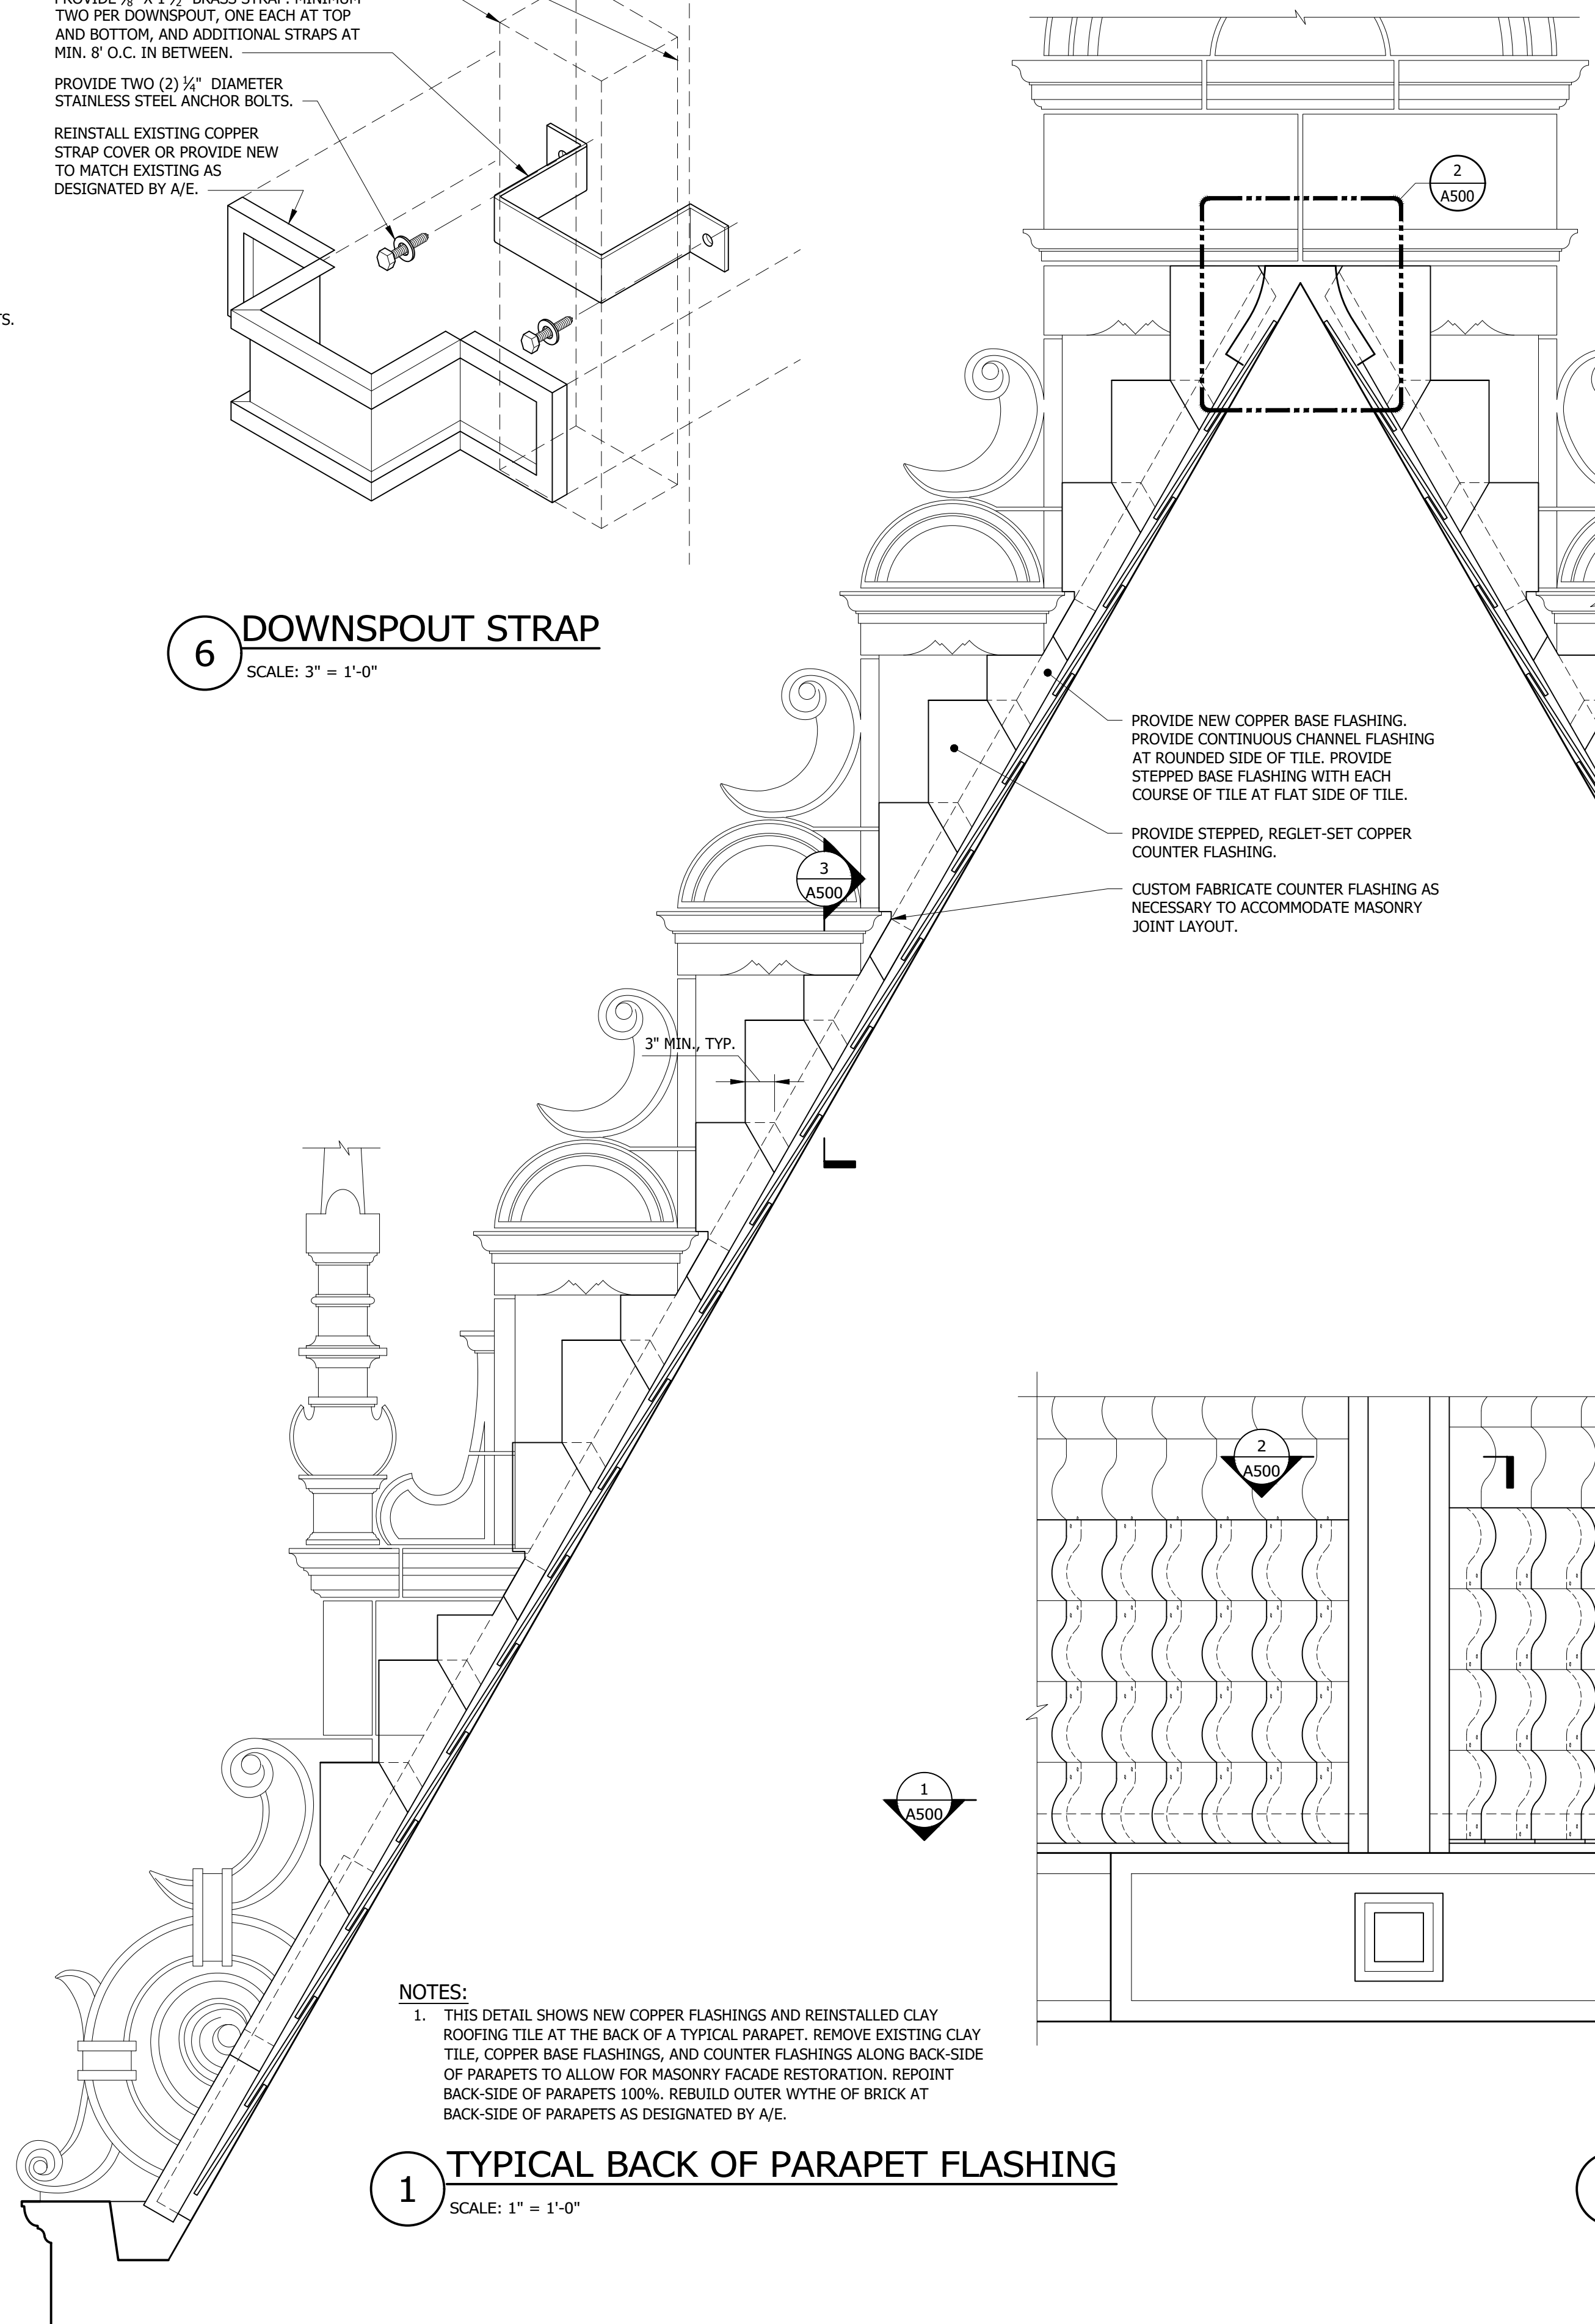 PROVIDE ⅛" X 1 ½" BRASS STRAP. MINIMUM
TWO PER DOWNSPOUT, ONE EACH AT TOP
AND BOTTOM, AND ADDITIONAL STRAPS AT
MIN. 8' O.C. IN BETWEEN.
PROVIDE TWO (2) ¼" DIAMETER
STAINLESS STEEL ANCHOR BOLTS.
REINSTALL EXISTING COPPER
STRAP COVER OR PROVIDE NEW
TO MATCH EXISTING AS
DESIGNATED BY A/E.
TS.
6
DOWNSPOUT STRAP
SCALE: 3" = 1'-0"
2
A500
PROVIDE NEW COPPER BASE FLASHING.
PROVIDE CONTINUOUS CHANNEL FLASHING
AT ROUNDED SIDE OF TILE. PROVIDE
STEPPED BASE FLASHING WITH EACH
COURSE OF TILE AT FLAT SIDE OF TILE.
PROVIDE STEPPED, REGLET-SET COPPER
COUNTER FLASHING.
CUSTOM FABRICATE COUNTER FLASHING AS
NECESSARY TO ACCOMMODATE MASONRY
JOINT LAYOUT.
3
A500
3" MIN., TYP.
2
A500
1
A500
NOTES:
1. THIS DETAIL SHOWS NEW COPPER FLASHINGS AND REINSTALLED CLAY
ROOFING TILE AT THE BACK OF A TYPICAL PARAPET. REMOVE EXISTING CLAY
TILE, COPPER BASE FLASHINGS, AND COUNTER FLASHINGS ALONG BACK-SIDE
OF PARAPETS TO ALLOW FOR MASONRY FACADE RESTORATION. REPOINT
BACK-SIDE OF PARAPETS 100%. REBUILD OUTER WYTHE OF BRICK AT
BACK-SIDE OF PARAPETS AS DESIGNATED BY A/E.
1
TYPICAL BACK OF PARAPET FLASHING
SCALE: 1" = 1'-0"